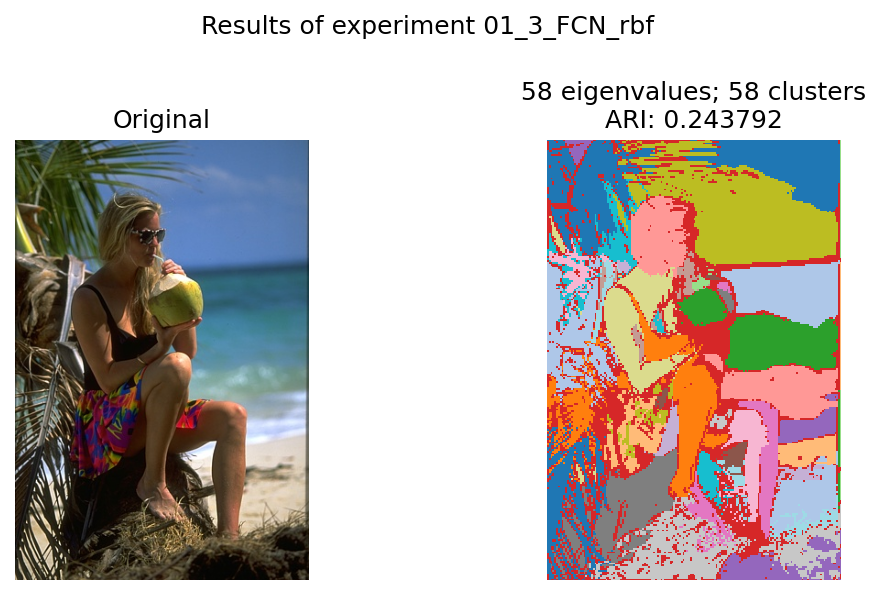 Results of experiment 01_3_FCN_rbf
Original
58 eigenvalues; 58 clusters
ARI: 0.243792